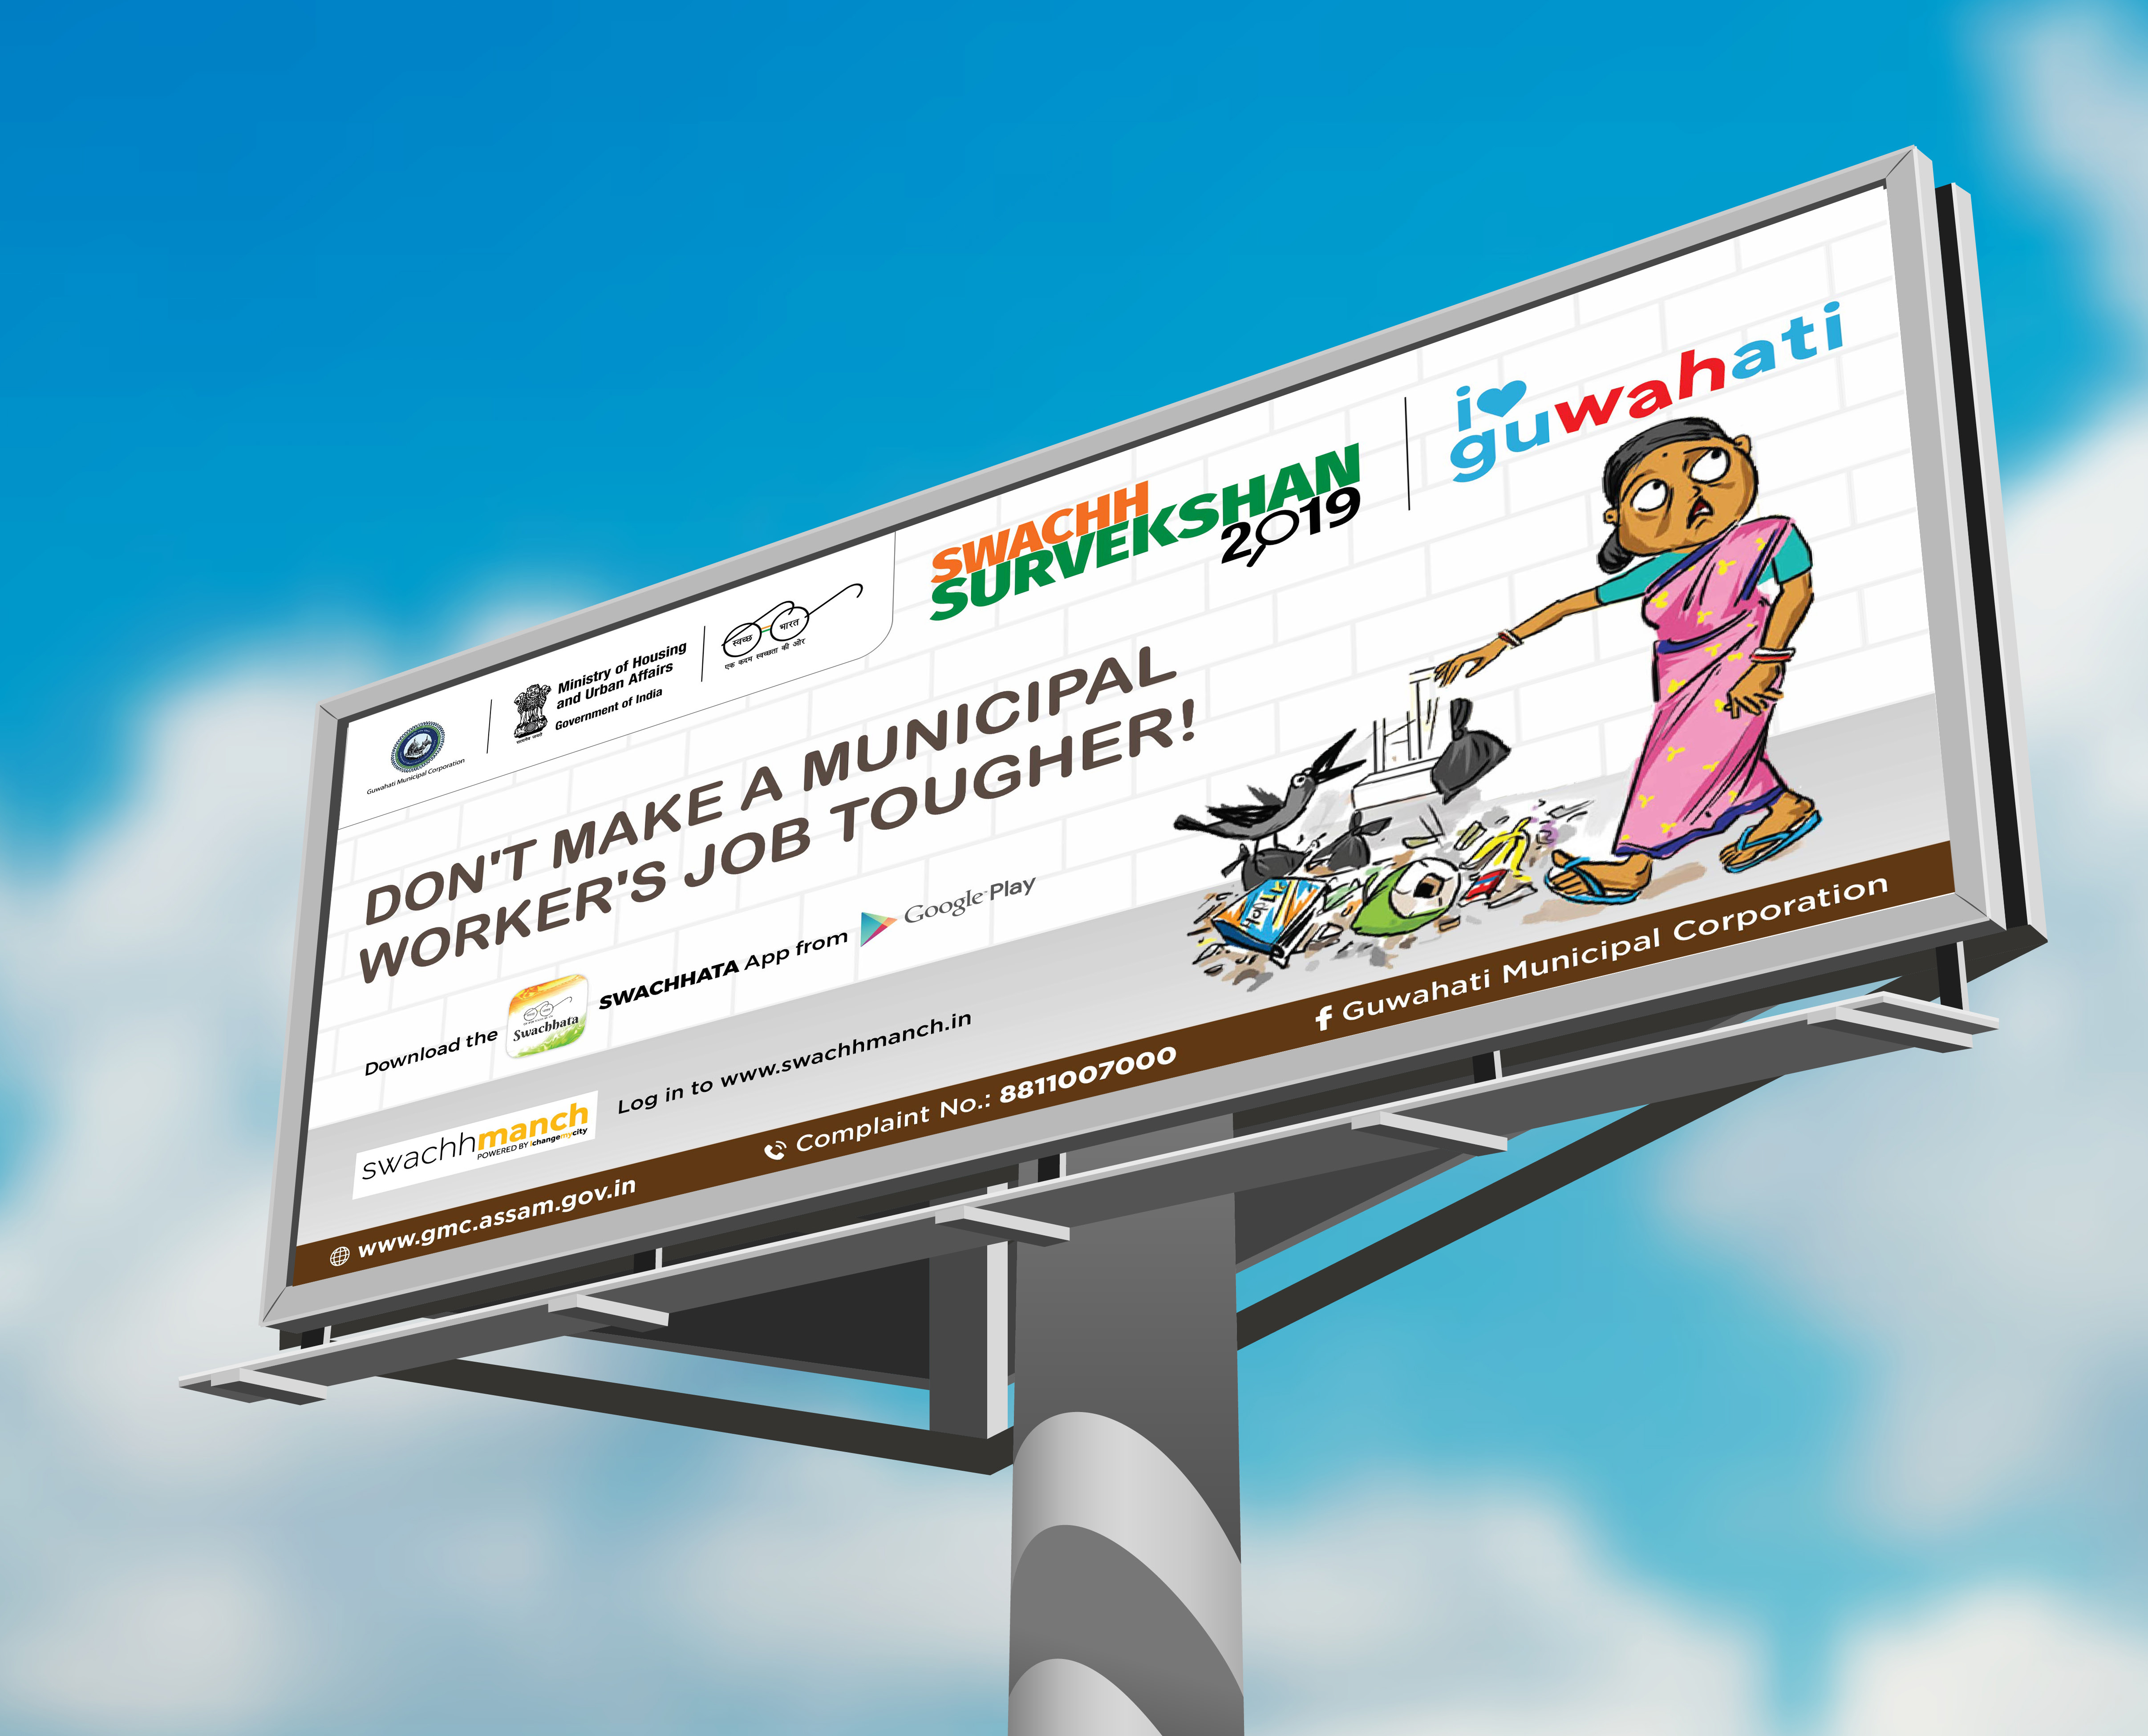 Guwahati Municipal Corporation
Ministry of Housing
and Urban Affairs
Government of India
सत्यमेव जयते
स्वच्छ भारत
एक कदम स्वच्छता की ओर
SWACHH
SURVEKSHAN
2019
i
guwahati
DON'T MAKE A MUNICIPAL
WORKER'S JOB TOUGHER!
Download the
Swachhata
SWACHHATA App from
Google Play
swachhmanch
POWERED BY ichangemycity
Log in to www.swachhmanch.in
www.gmc.assam.gov.in
Complaint No.: 8811007000
Guwahati Municipal Corporation